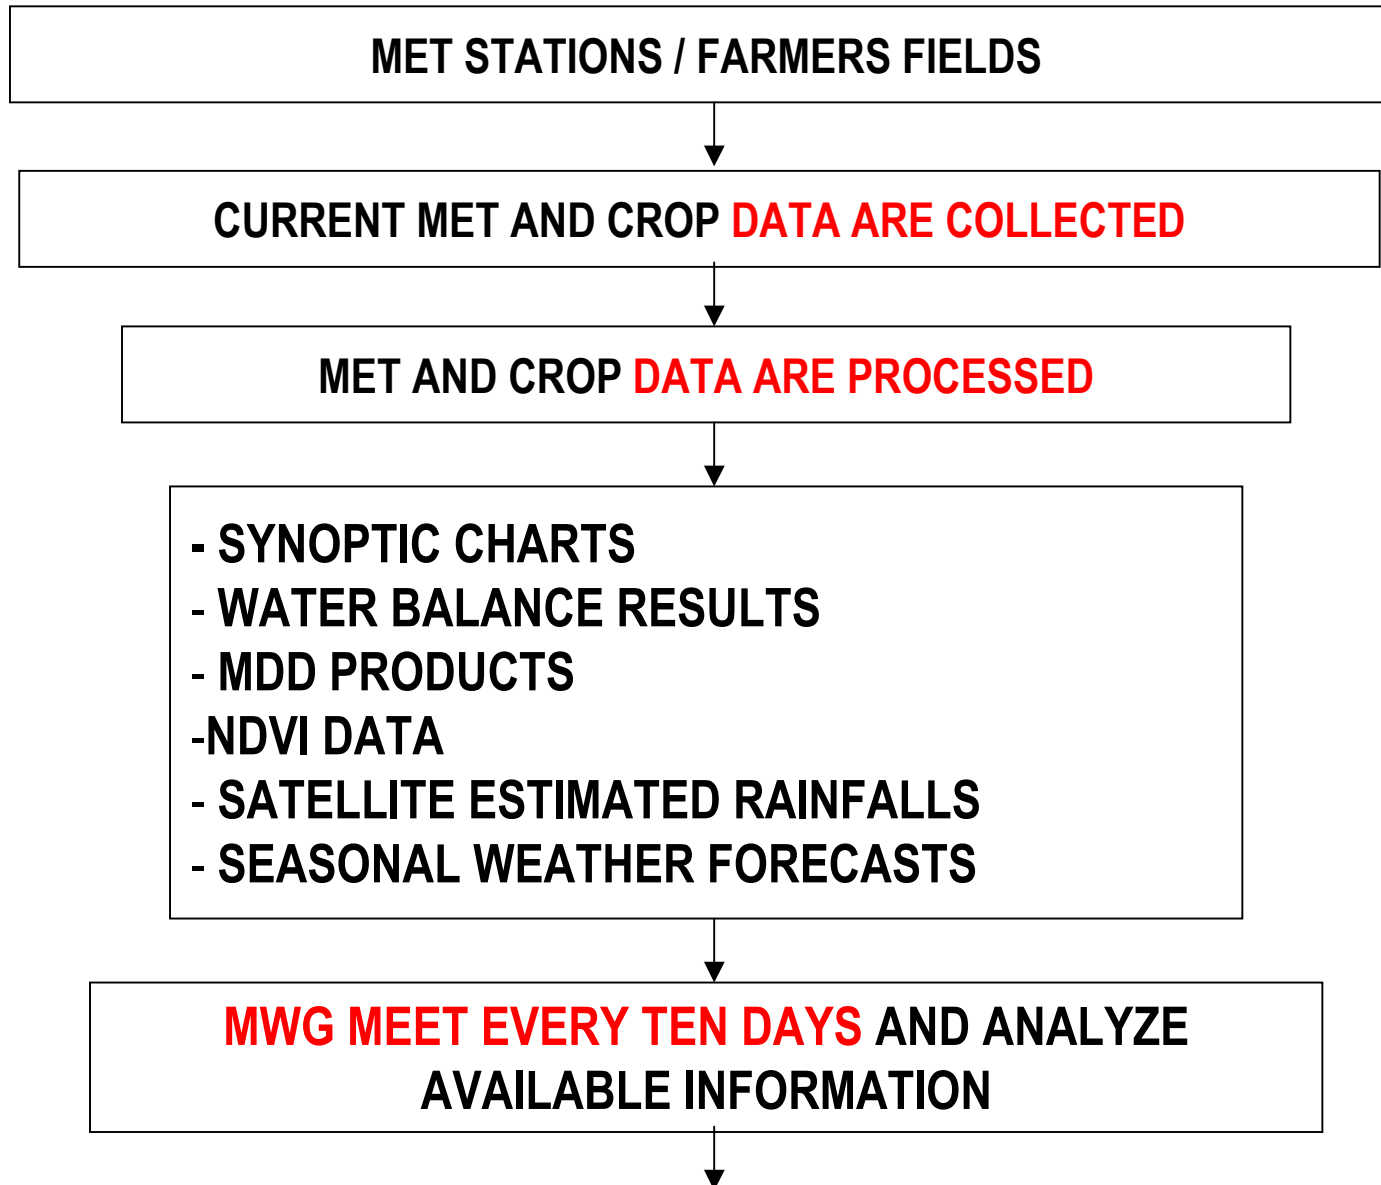 MET STATIONS / FARMERS FIELDS
CURRENT MET AND CROP DATA ARE COLLECTED
MET AND CROP DATA ARE PROCESSED
- SYNOPTIC CHARTS
- WATER BALANCE RESULTS
- MDD PRODUCTS
-NDVI DATA
- SATELLITE ESTIMATED RAINFALLS
- SEASONAL WEATHER FORECASTS
MWG MEET EVERY TEN DAYS AND ANALYZE
AVAILABLE INFORMATION